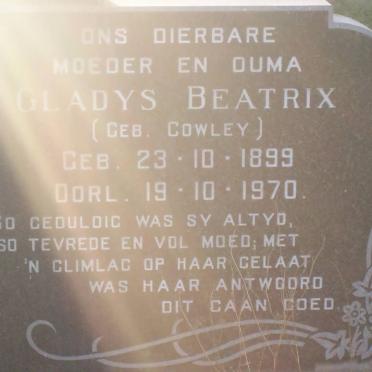 ONS DIERBARE
MOEDER EN OUMA
GLADYS BEATRIX
(GEB. COWLEY)
GEB. 23·10·1899
OORL. 19·10·1970.
SO GEDULDIG WAS SY ALTYD,
SO TEVREDE EN VOL MOED; MET
'N GLIMLAG OP HAAR GELAAT
WAS HAAR ANTWOORD
DIT GAAN GOED.